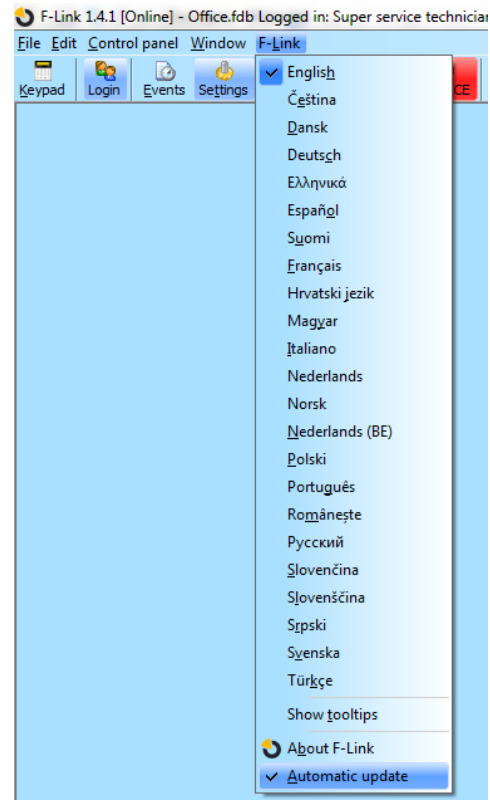 F-Link 1.4.1 [Online] - Office.fdb Logged in: Super service technician
File Edit Control panel Window F-Link
Keypad Login Events Settings CE
English
Čeština
Dansk
Deutsch
Ελληνικά
Español
Suomi
Français
Hrvatski jezik
Magyar
Italiano
Nederlands
Norsk
Nederlands (BE)
Polski
Português
Românește
Русский
Slovenčina
Slovenščina
Srpski
Svenska
Türkçe
Show tooltips
About F-Link
Automatic update